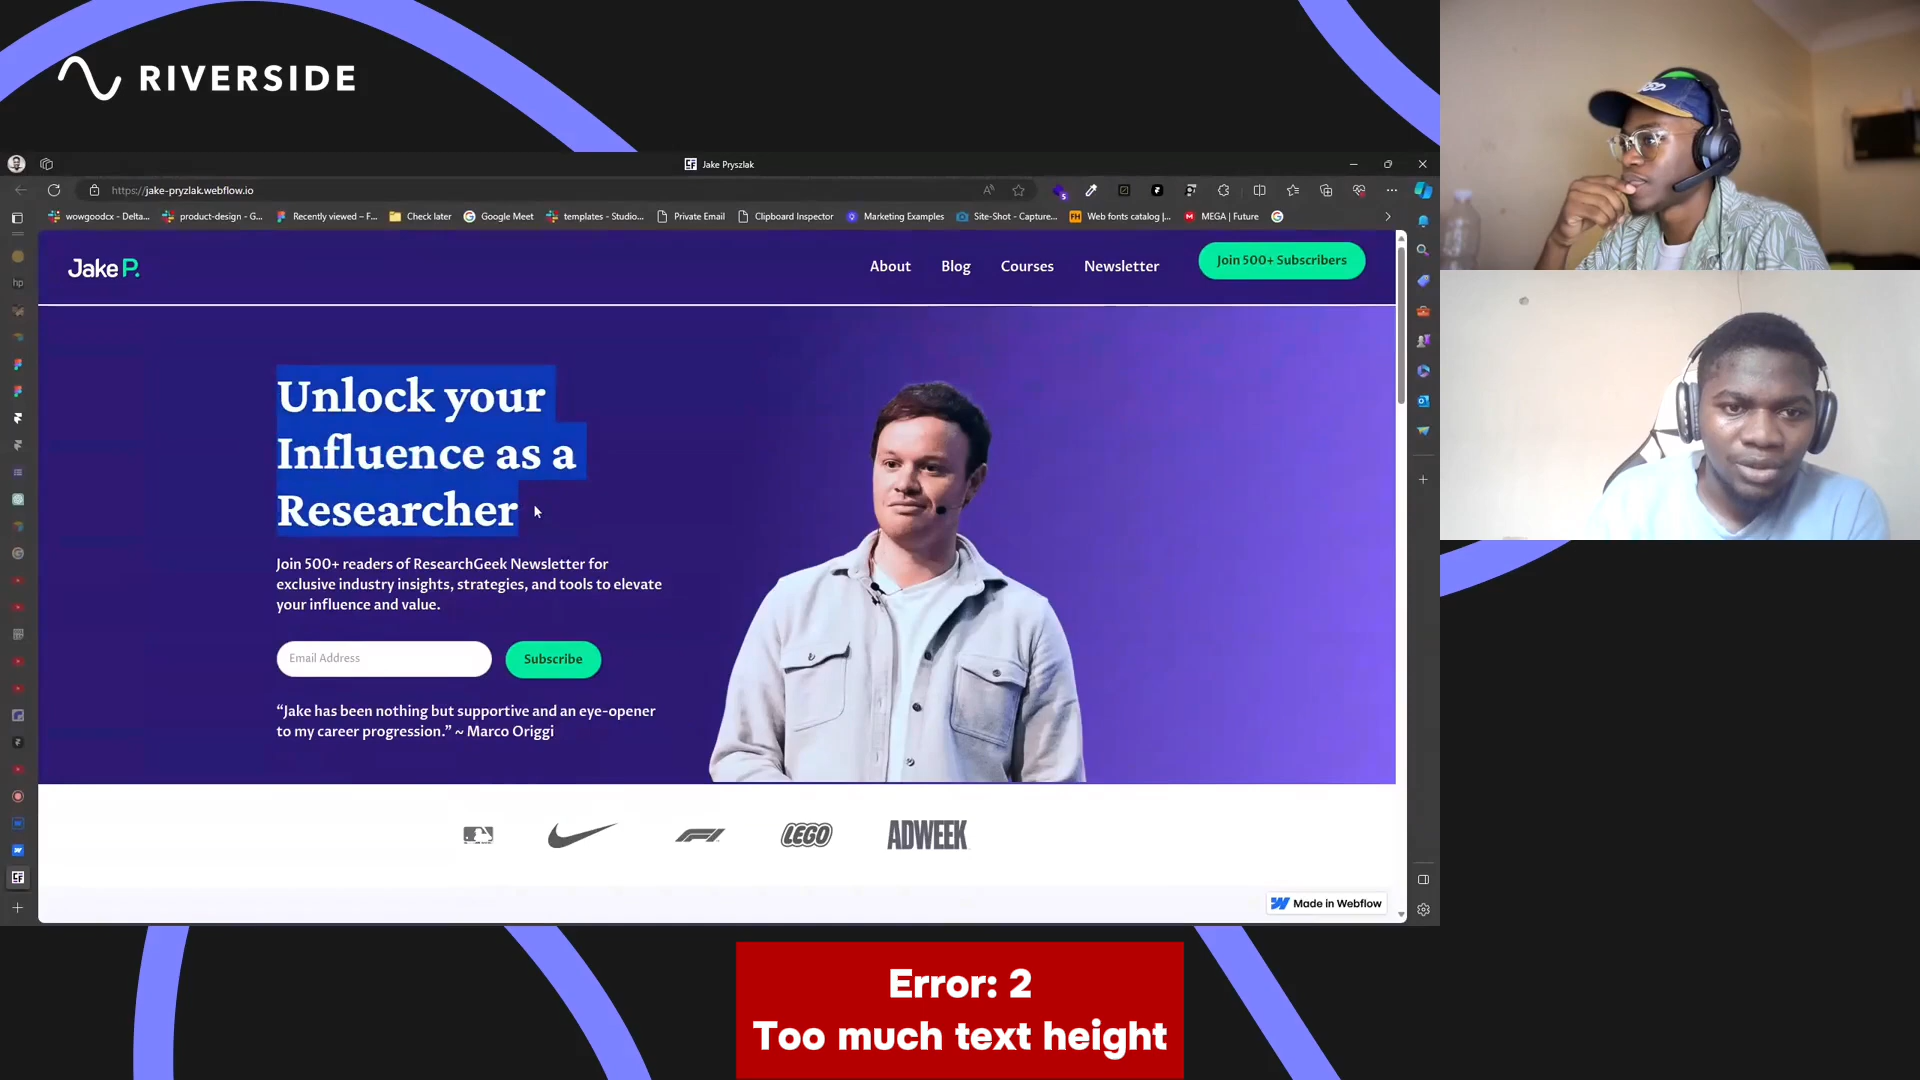 RIVERSIDE
Jake Pryszlak
https://jake-pryzlak.webflow.io
wowgoodcx - Delta...
product-design - G...
Recently viewed – F...
Check later
Google Meet
templates - Studio...
Private Email
Clipboard Inspector
Marketing Examples
Site-Shot - Capture...
Web fonts catalog |...
MEGA | Future
Jake P.
About
Blog
Courses
Newsletter
Join 500+ Subscribers
Unlock your
Influence as a
Researcher
Join 500+ readers of ResearchGeek Newsletter for
exclusive industry insights, strategies, and tools to elevate
your influence and value.
Email Address
Subscribe
“Jake has been nothing but supportive and an eye-opener
to my career progression.” ~ Marco Origgi
LEGO
ADWEEK
Made in Webflow
Error: 2
Too much text height